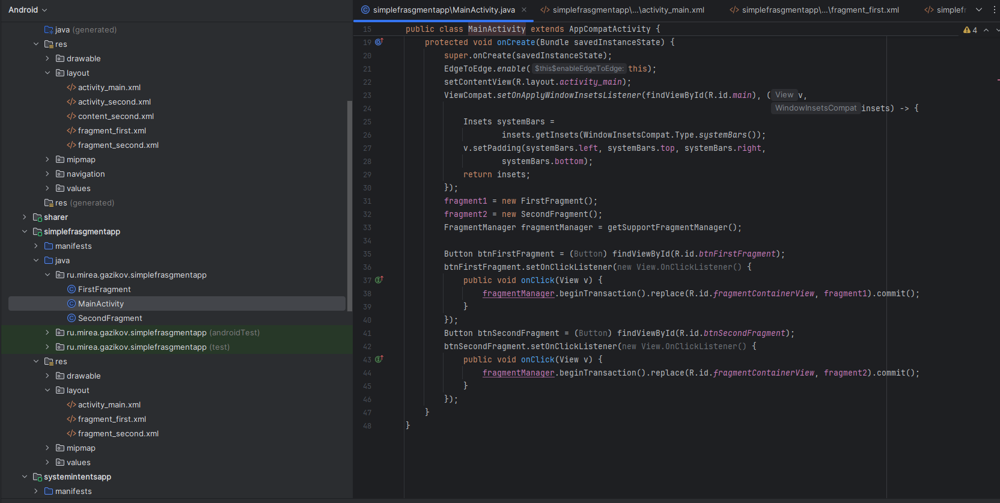 Android
java (generated)
res
drawable
layout
activity_main.xml
activity_second.xml
content_second.xml
fragment_first.xml
fragment_second.xml
mipmap
navigation
values
res (generated)
sharer
simplefrasgmentapp
manifests
java
ru.mirea.gazikov.simplefrasgmentapp
FirstFragment
MainActivity
SecondFragment
ru.mirea.gazikov.simplefrasgmentapp (androidTest)
ru.mirea.gazikov.simplefrasgmentapp (test)
res
drawable
layout
activity_main.xml
fragment_first.xml
fragment_second.xml
mipmap
values
systemintentsapp
manifests
simplefrasgmentapp\MainActivity.java simplefrasgmentapp\...\activity_main.xml simplefrasgmentapp\...\fragment_first.xml simplefr
4
15 public class MainActivity extends AppCompatActivity {
19 protected void onCreate(Bundle savedInstanceState) {
20 super.onCreate(savedInstanceState);
21 EdgeToEdge.enable( $this$enableEdgeToEdge: this);
22 setContentView(R.layout.activity_main);
23 ViewCompat.setOnApplyWindowInsetsListener(findViewById(R.id.main), ( View v,
24 WindowInsetsCompat insets) -> {
25 Insets systemBars =
26 insets.getInsets(WindowInsetsCompat.Type.systemBars());
27 v.setPadding(systemBars.left, systemBars.top, systemBars.right,
28 systemBars.bottom);
29 return insets;
30 });
31 fragment1 = new FirstFragment();
32 fragment2 = new SecondFragment();
33 FragmentManager fragmentManager = getSupportFragmentManager();
34
35 Button btnFirstFragment = (Button) findViewById(R.id.btnFirstFragment);
36 btnFirstFragment.setOnClickListener(new View.OnClickListener() {
37 public void onClick(View v) {
38 fragmentManager.beginTransaction().replace(R.id.fragmentContainerView, fragment1).commit();
39 }
40 });
41 Button btnSecondFragment = (Button) findViewById(R.id.btnSecondFragment);
42 btnSecondFragment.setOnClickListener(new View.OnClickListener() {
43 public void onClick(View v) {
44 fragmentManager.beginTransaction().replace(R.id.fragmentContainerView, fragment2).commit();
45 }
46 });
47 }
48 }